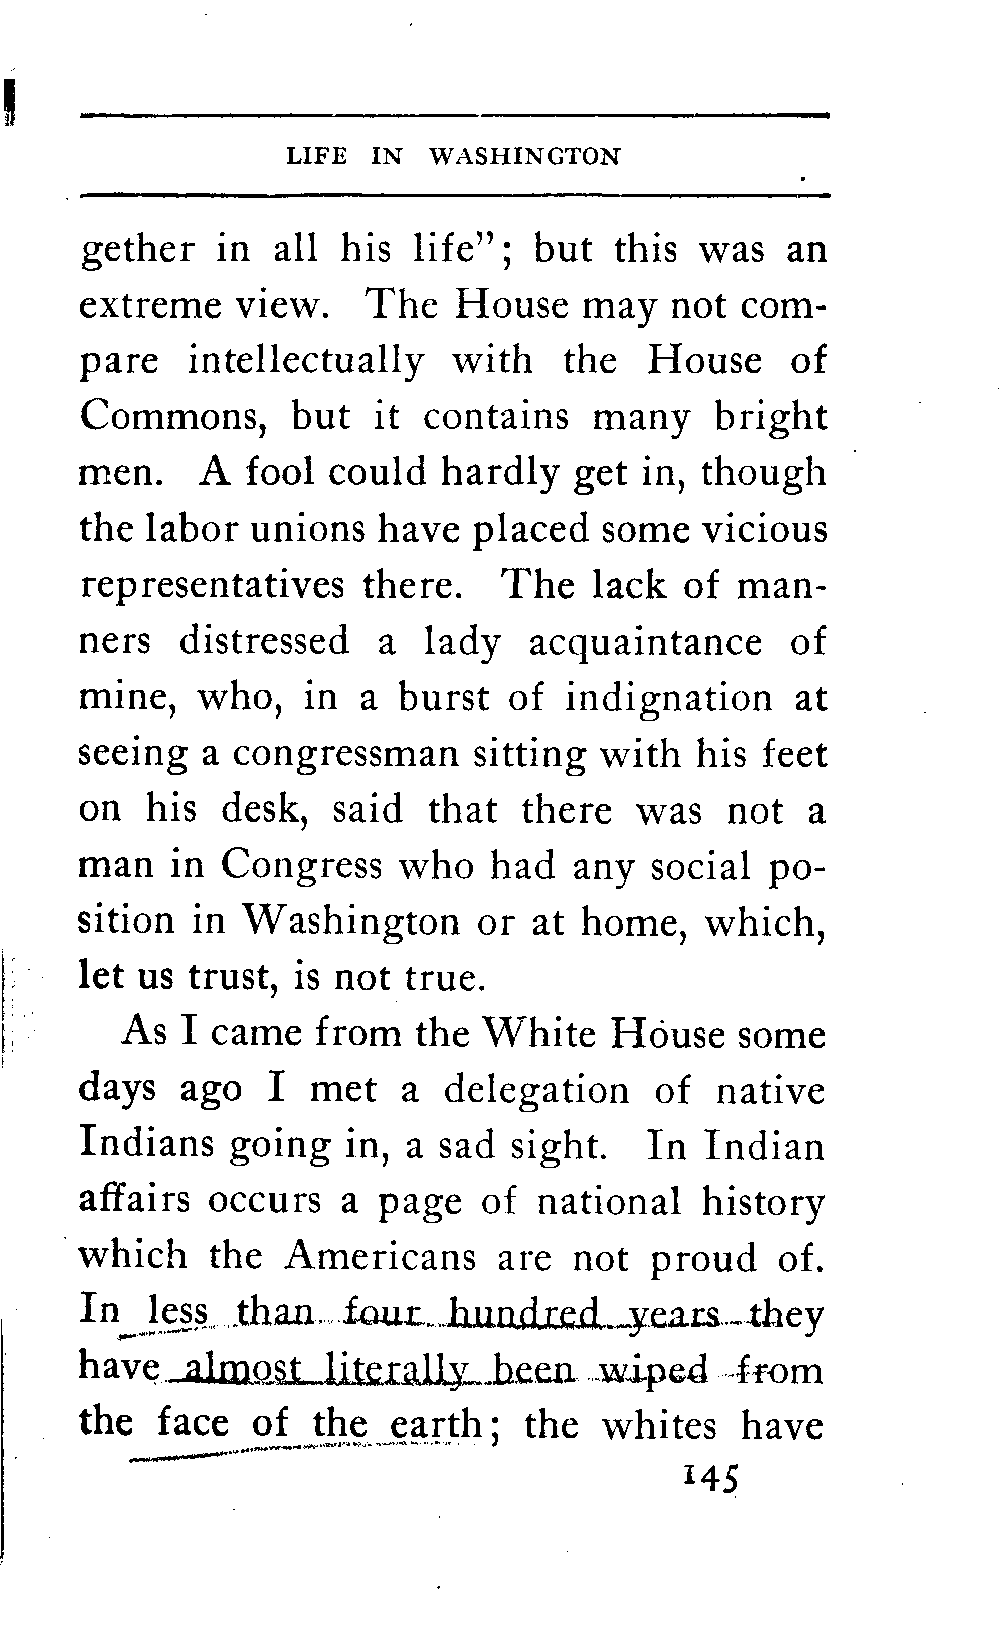 LIFE IN WASHINGTON
gether in all his life"; but this was an
extreme view. The House may not com-
pare intellectually with the House of
Commons, but it contains many bright
men. A fool could hardly get in, though
the labor unions have placed some vicious
representatives there. The lack of man-
ners distressed a lady acquaintance of
mine, who, in a burst of indignation at
seeing a congressman sitting with his feet
on his desk, said that there was not a
man in Congress who had any social po-
sition in Washington or at home, which,
let us trust, is not true.
As I came from the White House some
days ago I met a delegation of native
Indians going in, a sad sight. In Indian
affairs occurs a page of national history
which the Americans are not proud of.
In less than four hundred years they
have almost literally been wiped from
the face of the earth; the whites have
145